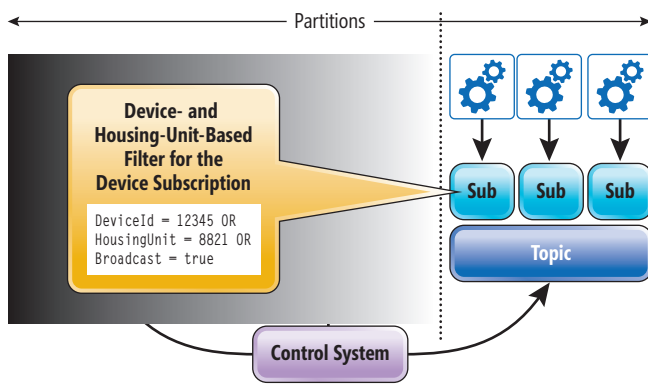 Partitions
Device- and
Housing-Unit-Based
Filter for the
Device Subscription
DeviceId = 12345 OR
HousingUnit = 8821 OR
Broadcast = true
Sub
Sub
Sub
Topic
Control System